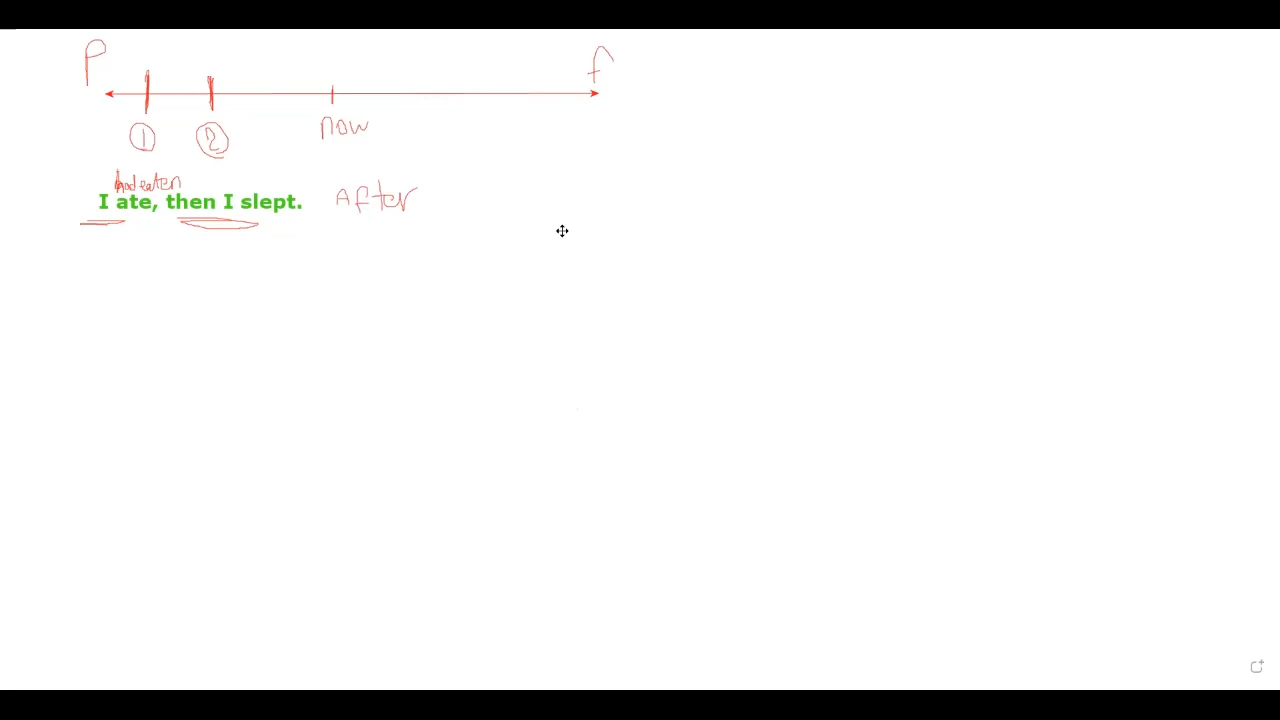 P f
now
1 2
had eaten
I ate, then I slept. After